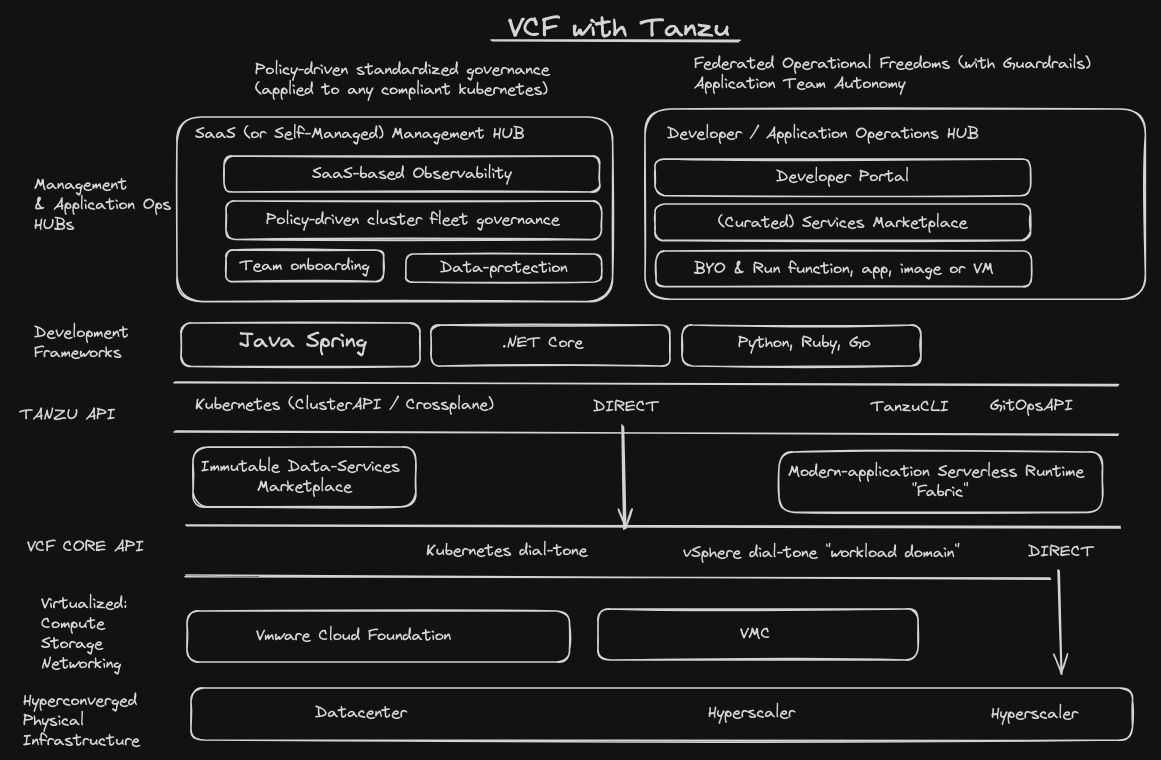 VCF with Tanzu
Policy-driven standardized governance
(applied to any compliant kubernetes)
Federated Operational Freedoms (with Guardrails)
Application Team Autonomy
Management
& Application Ops
HUBs
SaaS (or Self-Managed) Management HUB
SaaS-based Observability
Policy-driven cluster fleet governance
Team onboarding
Data-protection
Developer / Application Operations HUB
Developer Portal
(Curated) Services Marketplace
BYO & Run function, app, image or VM
Development
Frameworks
Java Spring
.NET Core
Python, Ruby, Go
TANZU API
Kubernetes (ClusterAPI / Crossplane)
DIRECT
TanzuCLI
GitOpsAPI
Immutable Data-Services
Marketplace
Modern-application Serverless Runtime
"Fabric"
VCF CORE API
Kubernetes dial-tone
vSphere dial-tone "workload domain"
DIRECT
Virtualized:
Compute
Storage
Networking
Vmware Cloud Foundation
VMC
Hyperconverged
Physical
Infrastructure
Datacenter
Hyperscaler
Hyperscaler